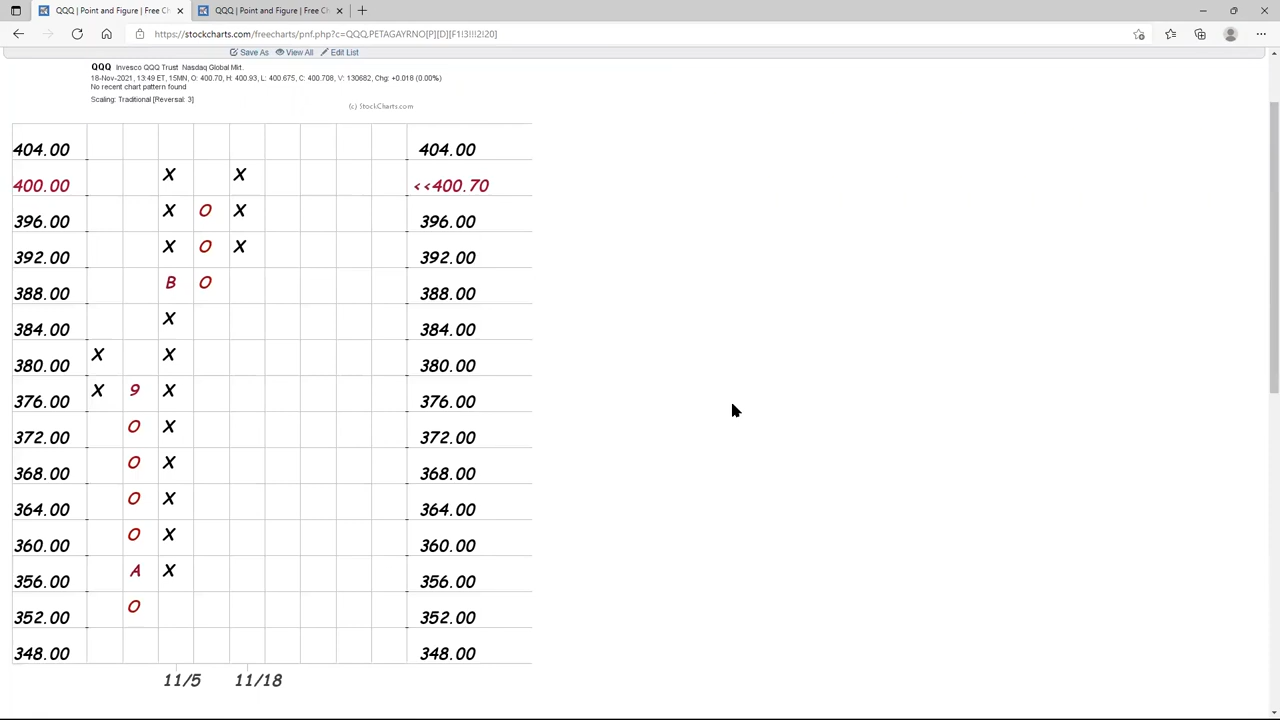 QQQ | Point and Figure | Free Ch
QQQ | Point and Figure | Free Ch
https://stockcharts.com/freecharts/pnf.php?c=QQQ,PETAGAYRNO[P][D][F1!3!!!2!20]
Save As View All Edit List
QQQ Invesco QQQ Trust Nasdaq Global Mkt.
18-Nov-2021, 13:49 ET, 15MN, O: 400.70, H: 400.93, L: 400.675, C: 400.708, V: 130682, Chg: +0.018 (0.00%)
No recent chart pattern found
Scaling: Traditional [Reversal: 3]
(c) StockCharts.com
404.00 404.00
X X
400.00 <<400.70
X O X
396.00 396.00
X O X
392.00 392.00
B O
388.00 388.00
X
384.00 384.00
X X
380.00 380.00
X 9 X
376.00 376.00
O X
372.00 372.00
O X
368.00 368.00
O X
364.00 364.00
O X
360.00 360.00
A X
356.00 356.00
O
352.00 352.00
348.00 348.00
11/5 11/18